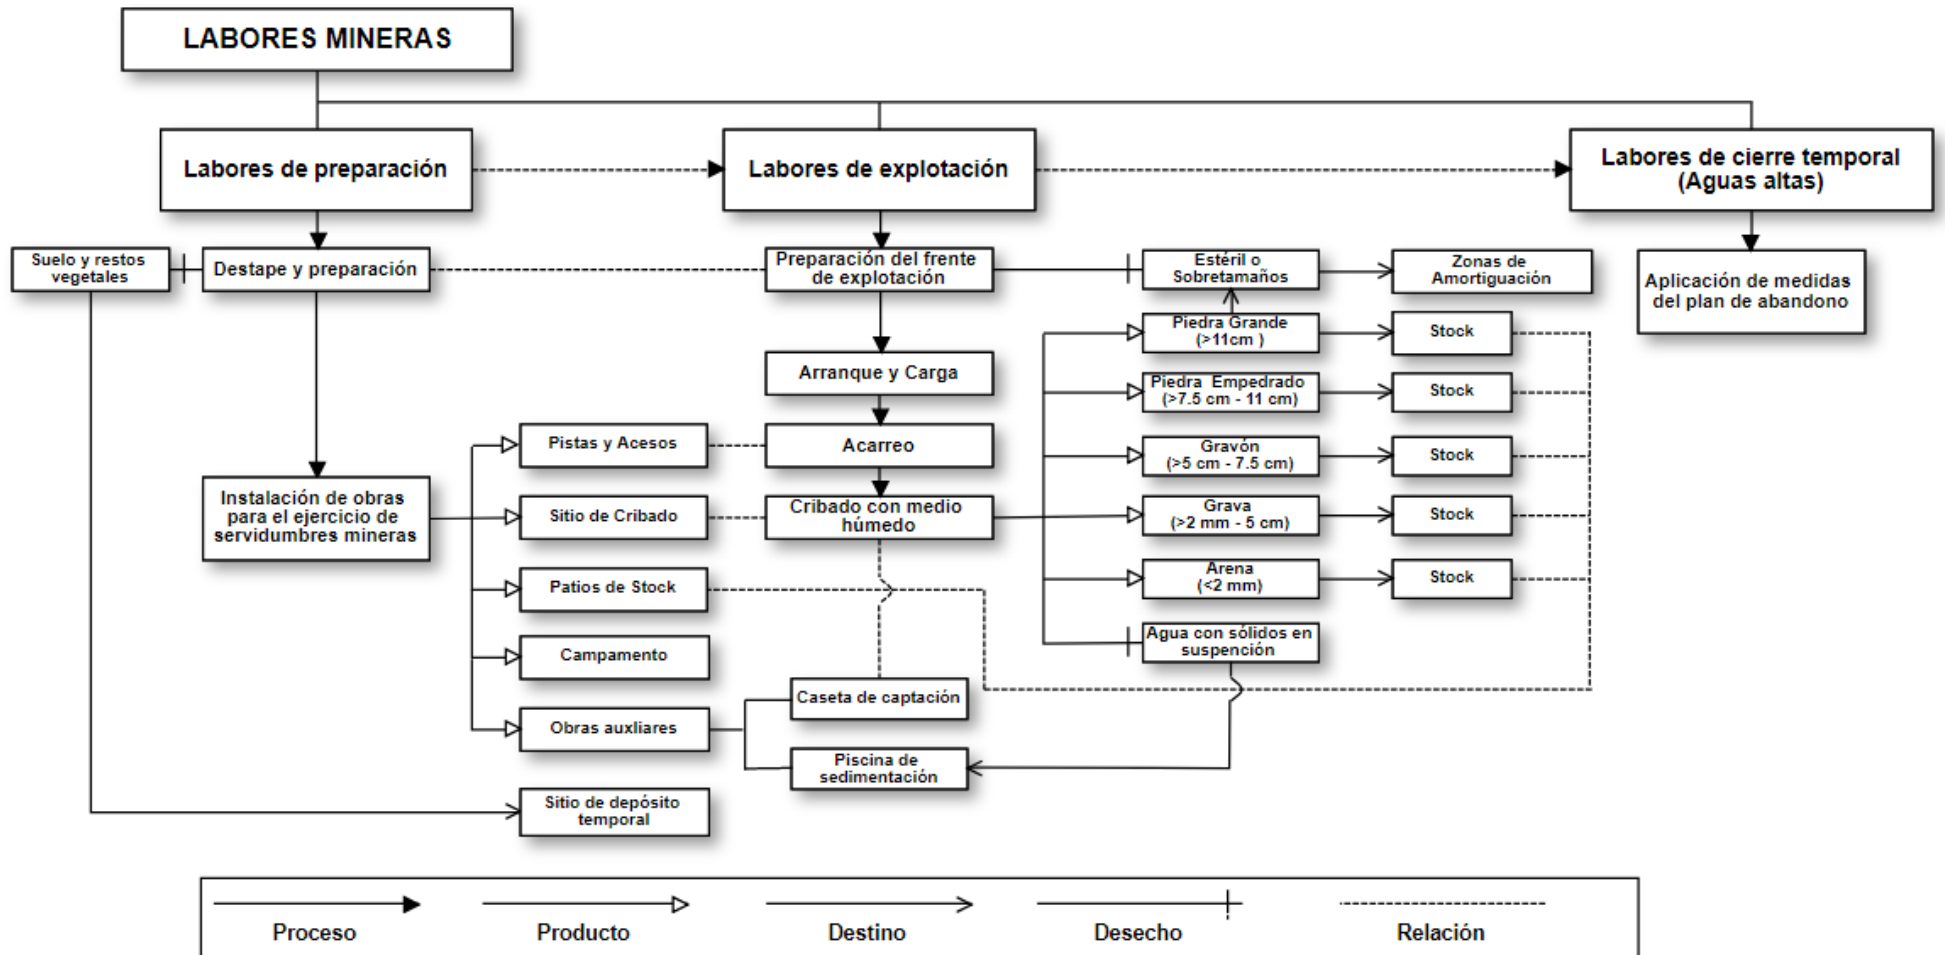 LABORES MINERAS
Labores de preparación
Labores de explotación
Labores de cierre temporal
(Aguas altas)
Suelo y restos
vegetales
Destape y preparación
Preparación del frente
de explotación
Estéril o
Sobretamaños
Zonas de
Amortiguación
Aplicación de medidas
del plan de abandono
Piedra Grande
(>11cm )
Stock
Arranque y Carga
Piedra  Empedrado
(>7.5 cm - 11 cm)
Stock
Pistas y Acesos
Acarreo
Gravón
(>5 cm - 7.5 cm)
Stock
Instalación de obras
para el ejercicio de
servidumbres mineras
Sitio de Cribado
Cribado con medio
húmedo
Grava
(>2 mm - 5 cm)
Stock
Patios de Stock
Arena
(<2 mm)
Stock
Campamento
Agua con sólidos en
suspención
Obras auxliares
Caseta de captación
Piscina de
sedimentación
Sitio de depósito
temporal
Proceso
Producto
Destino
Desecho
Relación